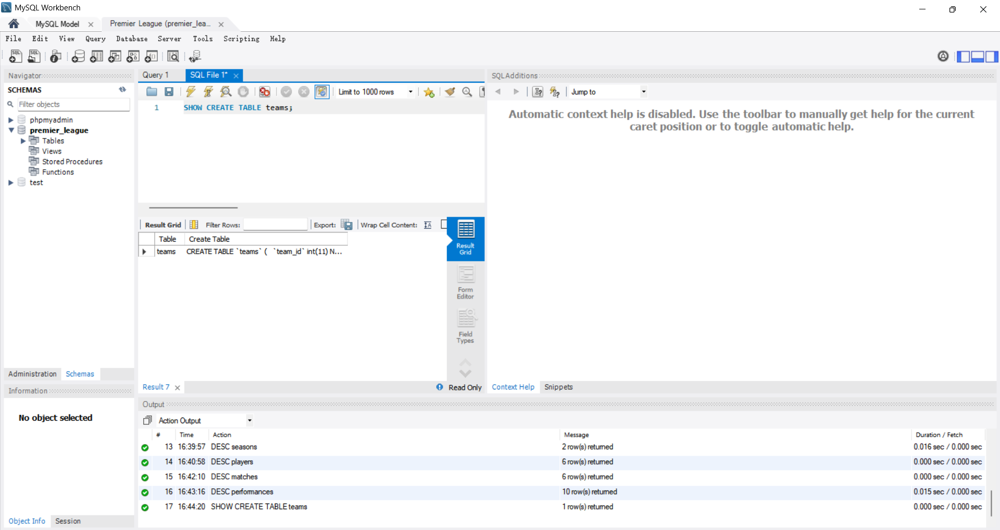 MySQL Workbench
MySQL Model
Premier League (premier_lea...
File Edit View Query Database Server Tools Scripting Help
Navigator
SCHEMAS
Filter objects
phpmyadmin
premier_league
Tables
Views
Stored Procedures
Functions
test
Administration Schemas
Information
No object selected
Object Info Session
Query 1
SQL File 1*
Limit to 1000 rows
1 SHOW CREATE TABLE teams;
Result Grid Filter Rows: Export: Wrap Cell Content:
Table Create Table
teams CREATE TABLE `teams` ( `team_id` int(11) N...
Result Grid
Form Editor
Field Types
Result 7
Read Only
SQLAdditions
Jump to
Automatic context help is disabled. Use the toolbar to manually get help for the current
caret position or to toggle automatic help.
Context Help Snippets
Output
Action Output
# Time Action Message Duration / Fetch
13 16:39:57 DESC seasons 2 row(s) returned 0.016 sec / 0.000 sec
14 16:40:58 DESC players 6 row(s) returned 0.000 sec / 0.000 sec
15 16:42:10 DESC matches 6 row(s) returned 0.000 sec / 0.000 sec
16 16:43:16 DESC performances 10 row(s) returned 0.015 sec / 0.000 sec
17 16:44:20 SHOW CREATE TABLE teams 1 row(s) returned 0.000 sec / 0.000 sec